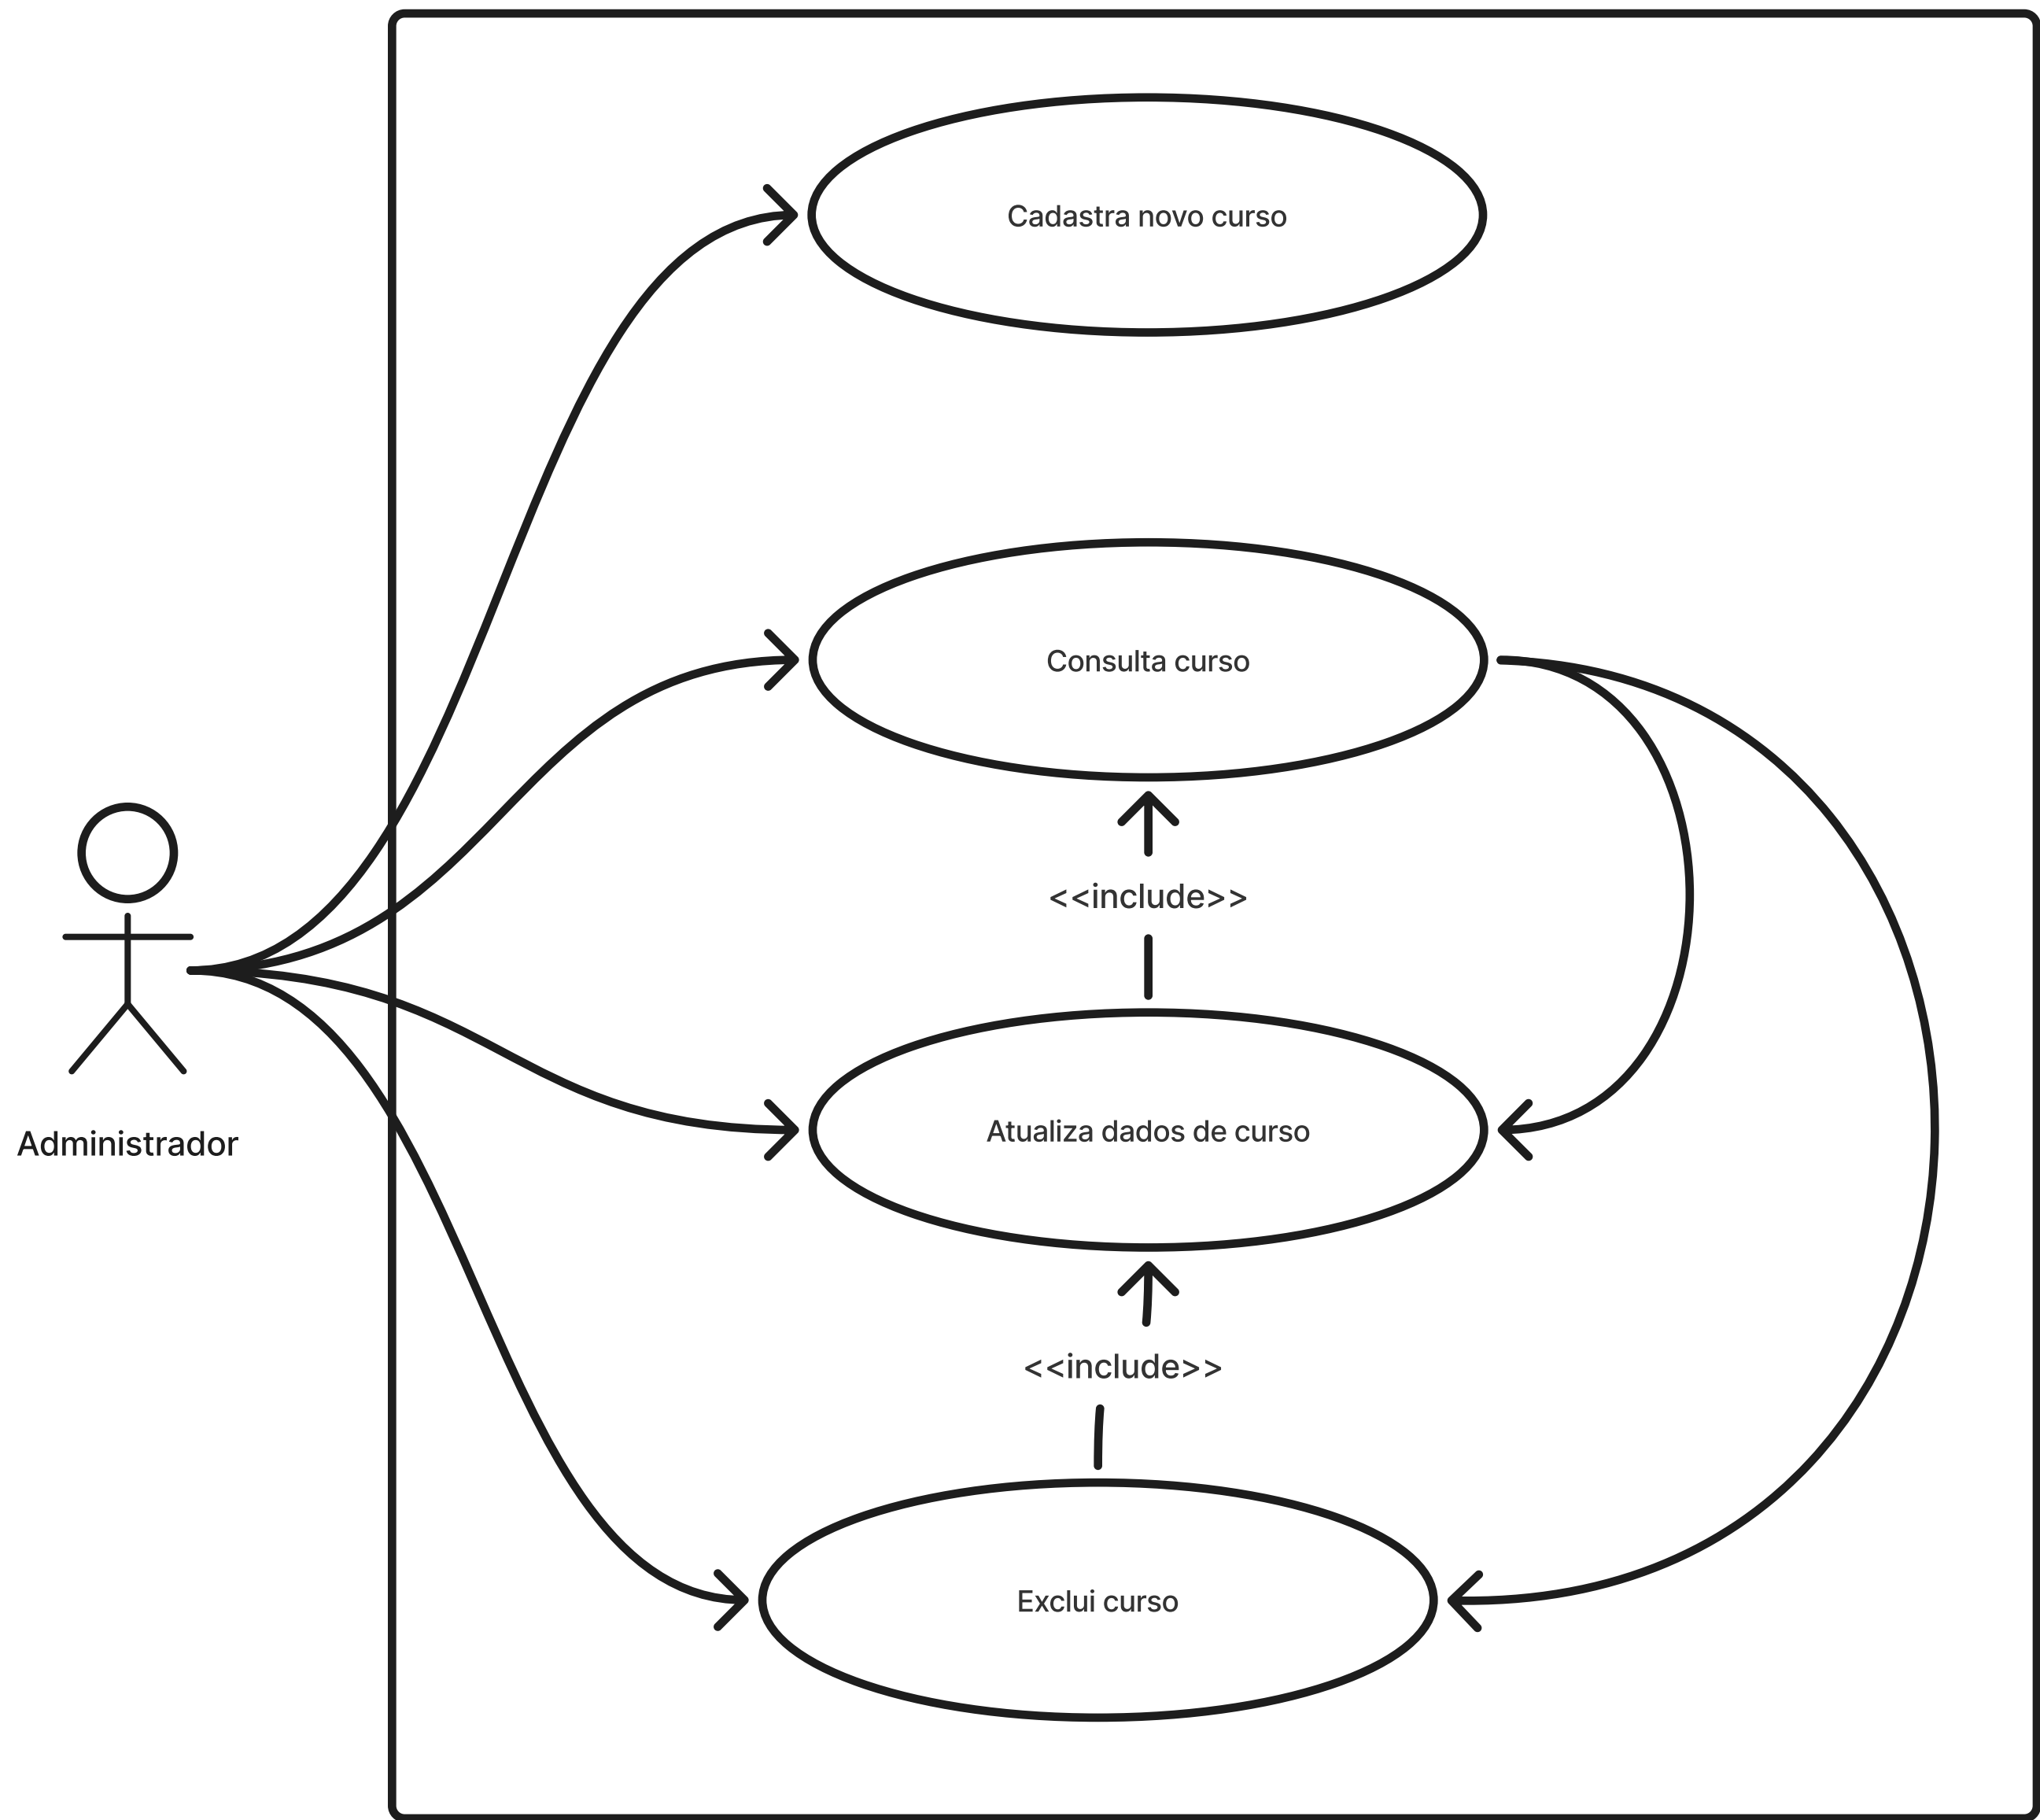 Cadastra novo curso
Consulta curso
<<include>>
Atualiza dados de curso
Administrador
<<include>>
Exclui curso